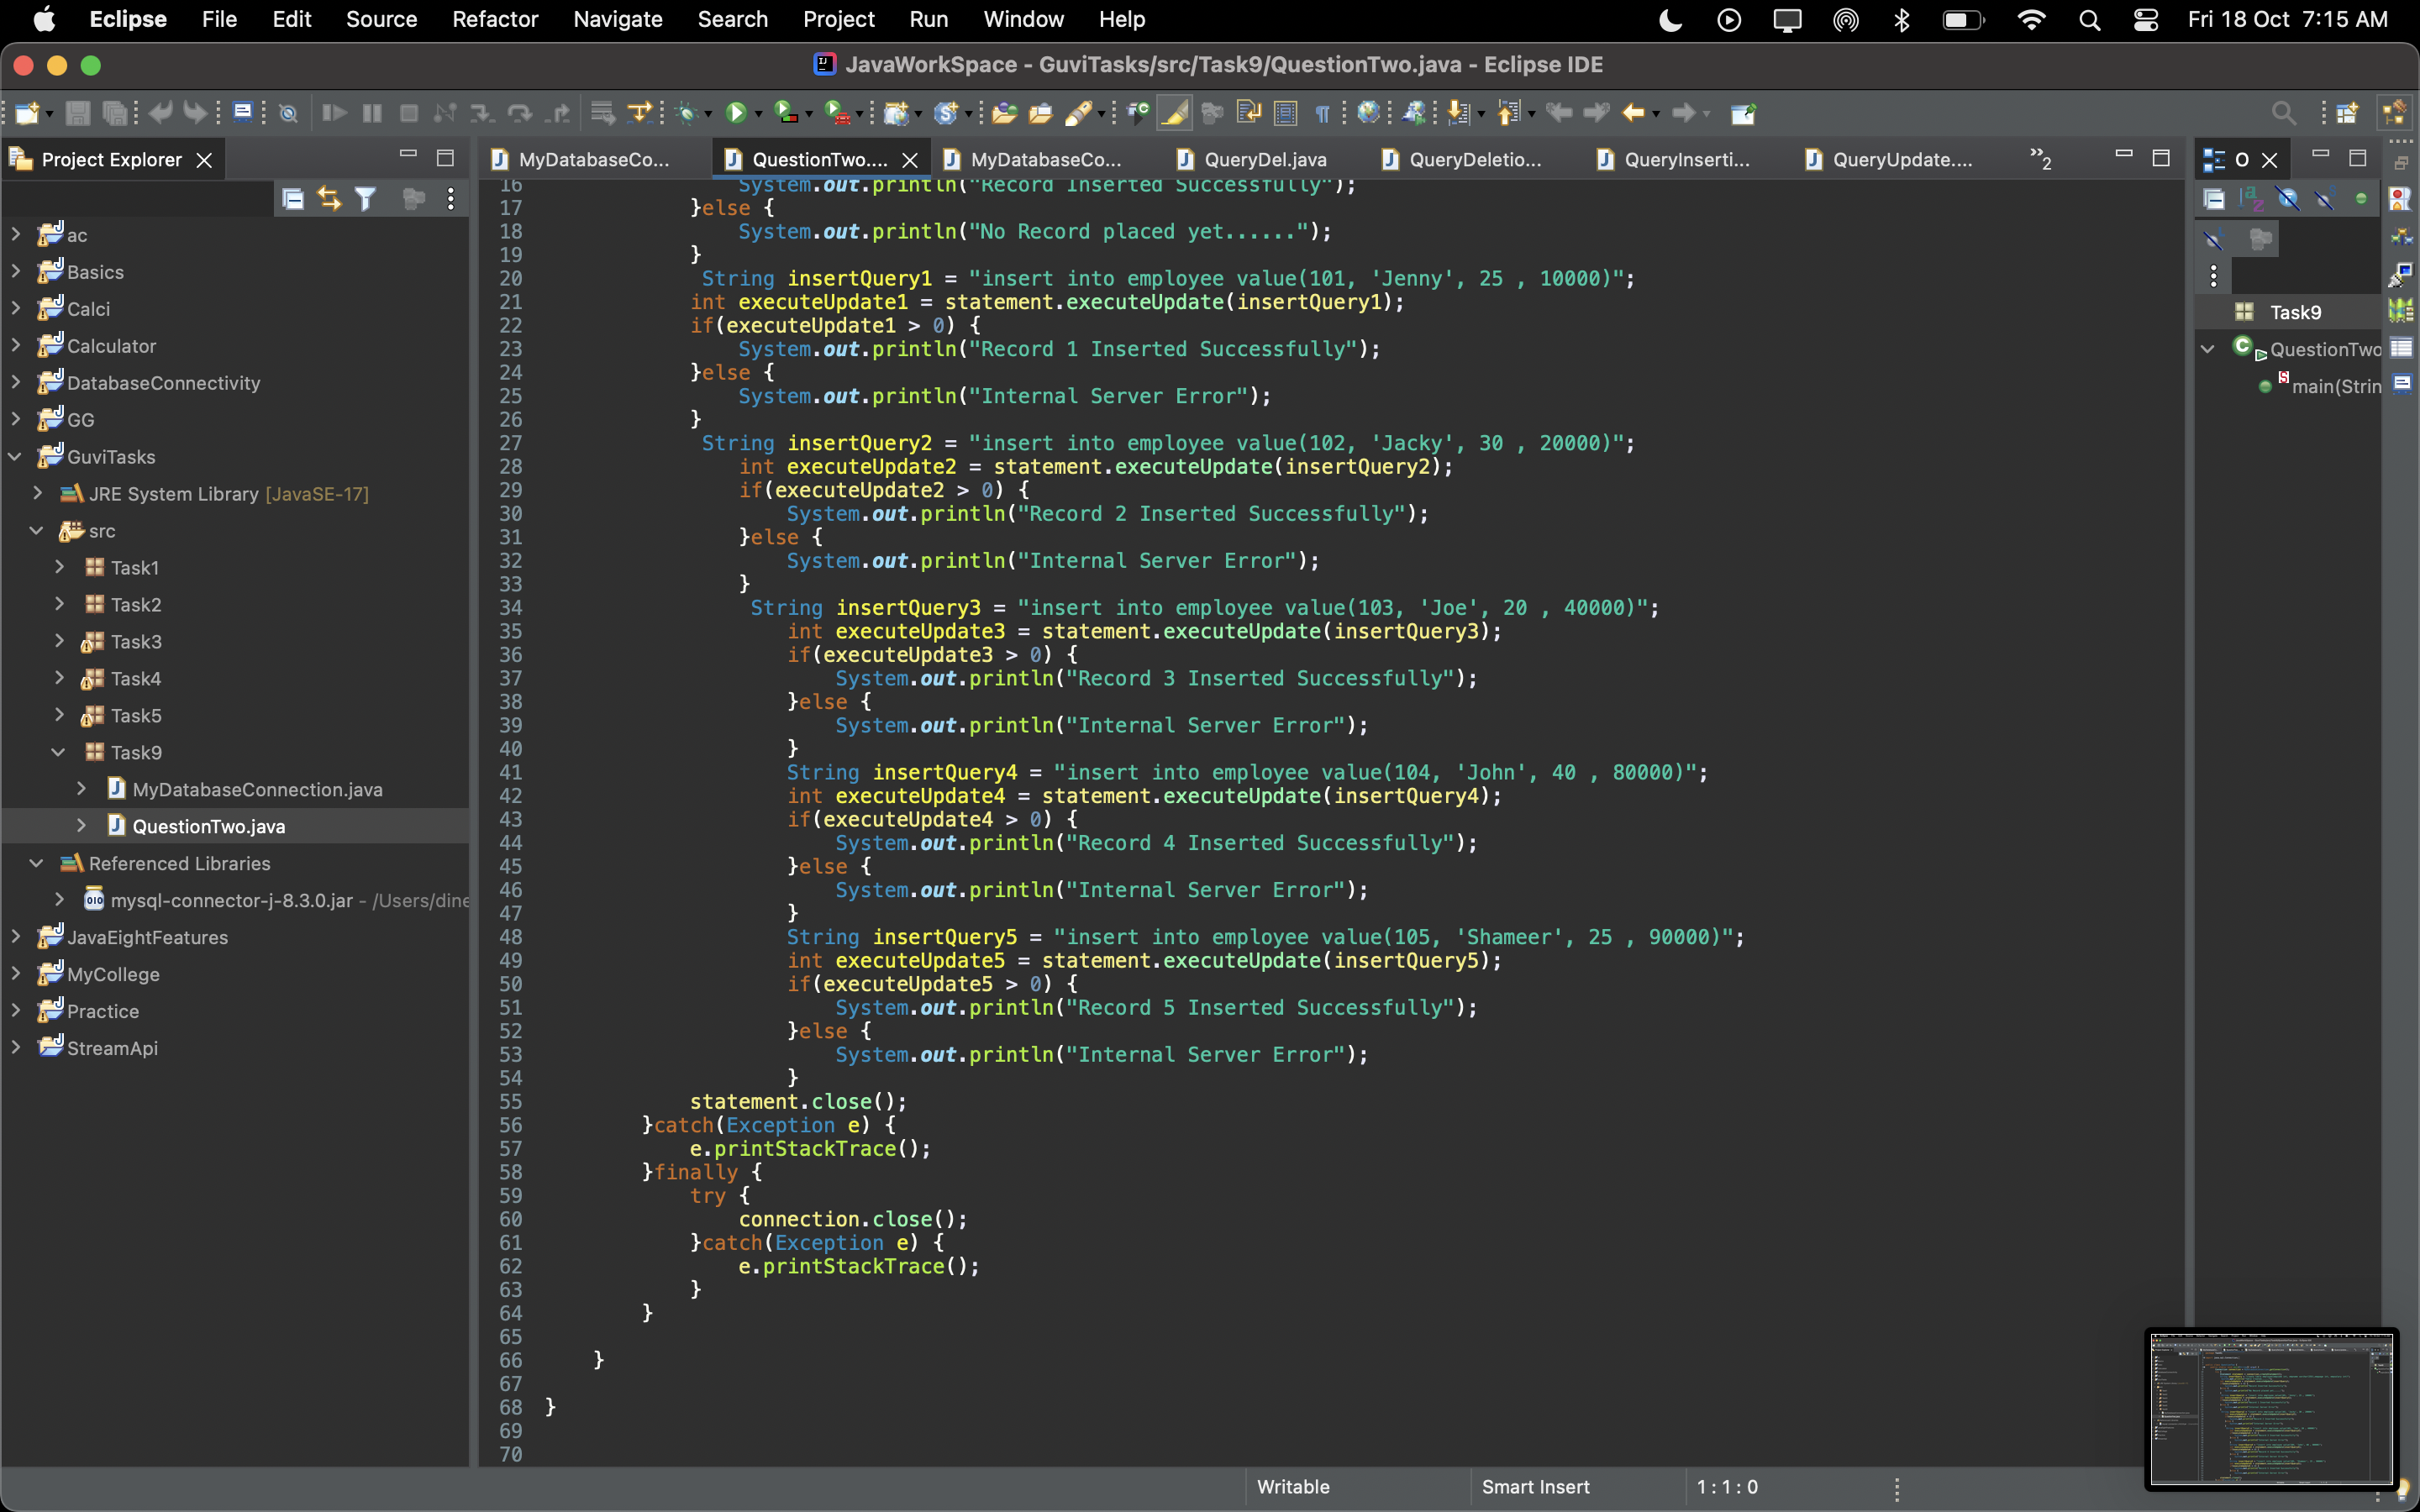 Eclipse File Edit Source Refactor Navigate Search Project Run Window Help Fri 18 Oct 7:15 AM
JavaWorkSpace - GuviTasks/src/Task9/QuestionTwo.java - Eclipse IDE
Project Explorer
ac
Basics
Calci
Calculator
DatabaseConnectivity
GG
GuviTasks
JRE System Library [JavaSE-17]
src
Task1
Task2
Task3
Task4
Task5
Task9
MyDatabaseConnection.java
QuestionTwo.java
Referenced Libraries
mysql-connector-j-8.3.0.jar - /Users/dine
JavaEightFeatures
MyCollege
Practice
StreamApi
MyDatabaseCo... QuestionTwo.... MyDatabaseCo... QueryDel.java QueryDeletio... QueryInserti... QueryUpdate.... »2
16 System.out.println("Record Inserted Successfully");
17 }else {
18 System.out.println("No Record placed yet......");
19 }
20 String insertQuery1 = "insert into employee value(101, 'Jenny', 25 , 10000)";
21 int executeUpdate1 = statement.executeUpdate(insertQuery1);
22 if(executeUpdate1 > 0) {
23 System.out.println("Record 1 Inserted Successfully");
24 }else {
25 System.out.println("Internal Server Error");
26 }
27 String insertQuery2 = "insert into employee value(102, 'Jacky', 30 , 20000)";
28 int executeUpdate2 = statement.executeUpdate(insertQuery2);
29 if(executeUpdate2 > 0) {
30 System.out.println("Record 2 Inserted Successfully");
31 }else {
32 System.out.println("Internal Server Error");
33 }
34 String insertQuery3 = "insert into employee value(103, 'Joe', 20 , 40000)";
35 int executeUpdate3 = statement.executeUpdate(insertQuery3);
36 if(executeUpdate3 > 0) {
37 System.out.println("Record 3 Inserted Successfully");
38 }else {
39 System.out.println("Internal Server Error");
40 }
41 String insertQuery4 = "insert into employee value(104, 'John', 40 , 80000)";
42 int executeUpdate4 = statement.executeUpdate(insertQuery4);
43 if(executeUpdate4 > 0) {
44 System.out.println("Record 4 Inserted Successfully");
45 }else {
46 System.out.println("Internal Server Error");
47 }
48 String insertQuery5 = "insert into employee value(105, 'Shameer', 25 , 90000)";
49 int executeUpdate5 = statement.executeUpdate(insertQuery5);
50 if(executeUpdate5 > 0) {
51 System.out.println("Record 5 Inserted Successfully");
52 }else {
53 System.out.println("Internal Server Error");
54 }
55 statement.close();
56 }catch(Exception e) {
57 e.printStackTrace();
58 }finally {
59 try {
60 connection.close();
61 }catch(Exception e) {
62 e.printStackTrace();
63 }
64 }
65
66 }
67
68 }
69
70
O
Task9
QuestionTwo
main(Strin
Writable Smart Insert 1 : 1 : 0